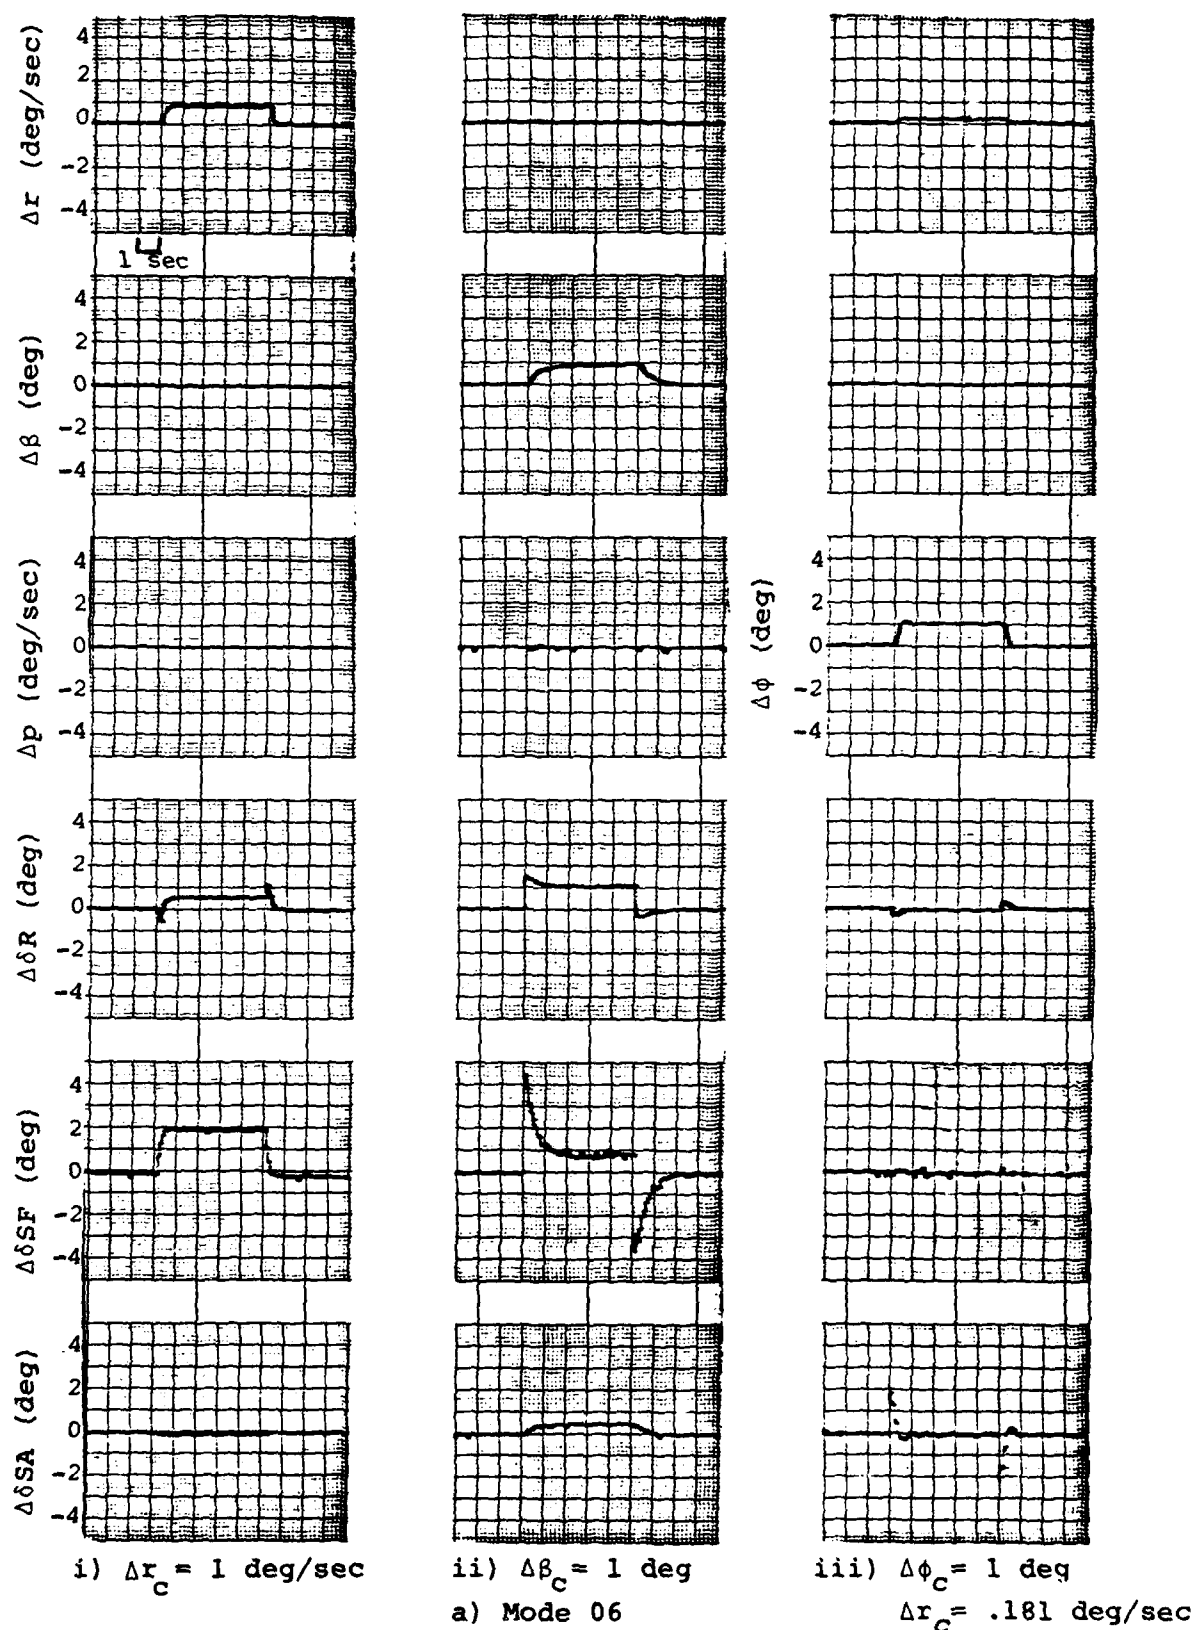 Δr (deg/sec)
4
2
0
-2
-4
1 sec
Δβ (deg)
4
2
0
-2
-4
Δp (deg/sec)
4
2
0
-2
-4
Δφ (deg)
4
2
0
-2
-4
ΔδR (deg)
4
2
0
-2
-4
ΔδSF (deg)
4
2
0
-2
-4
ΔδSA (deg)
4
2
0
-2
-4
i) Δr_c = 1 deg/sec
ii) Δβ_c = 1 deg
iii) Δφ_c = 1 deg
a) Mode 06
Δr_c = .181 deg/sec